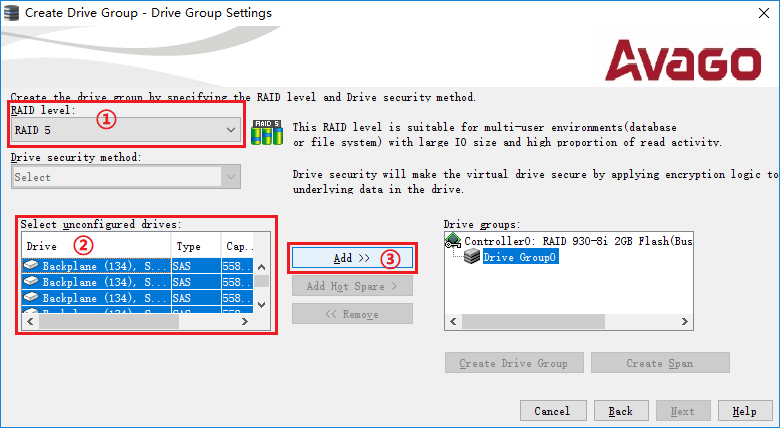 Create Drive Group - Drive Group Settings
AVAGO
Create the drive group by specifying the RAID level and Drive security method.
RAID level:
①
RAID 5
RAID 5
This RAID level is suitable for multi-user environments(database
or file system) with large IO size and high proportion of read activity.
Drive security method:
Select
Drive security will make the virtual drive secure by applying encryption logic to
underlying data in the drive.
Select unconfigured drives:
Drive ② Type Cap..
Backplane (134), S... SAS 558...
Backplane (134), S... SAS 558...
Backplane (134), S... SAS 558...
Backplane (134), S... SAS 558...
Add >> ③
Add Hot Spare >
<< Remove
Drive groups:
Controller0: RAID 930-8i 2GB Flash(Bus
Drive Group0
Create Drive Group
Create Span
Cancel
Back
Next
Help